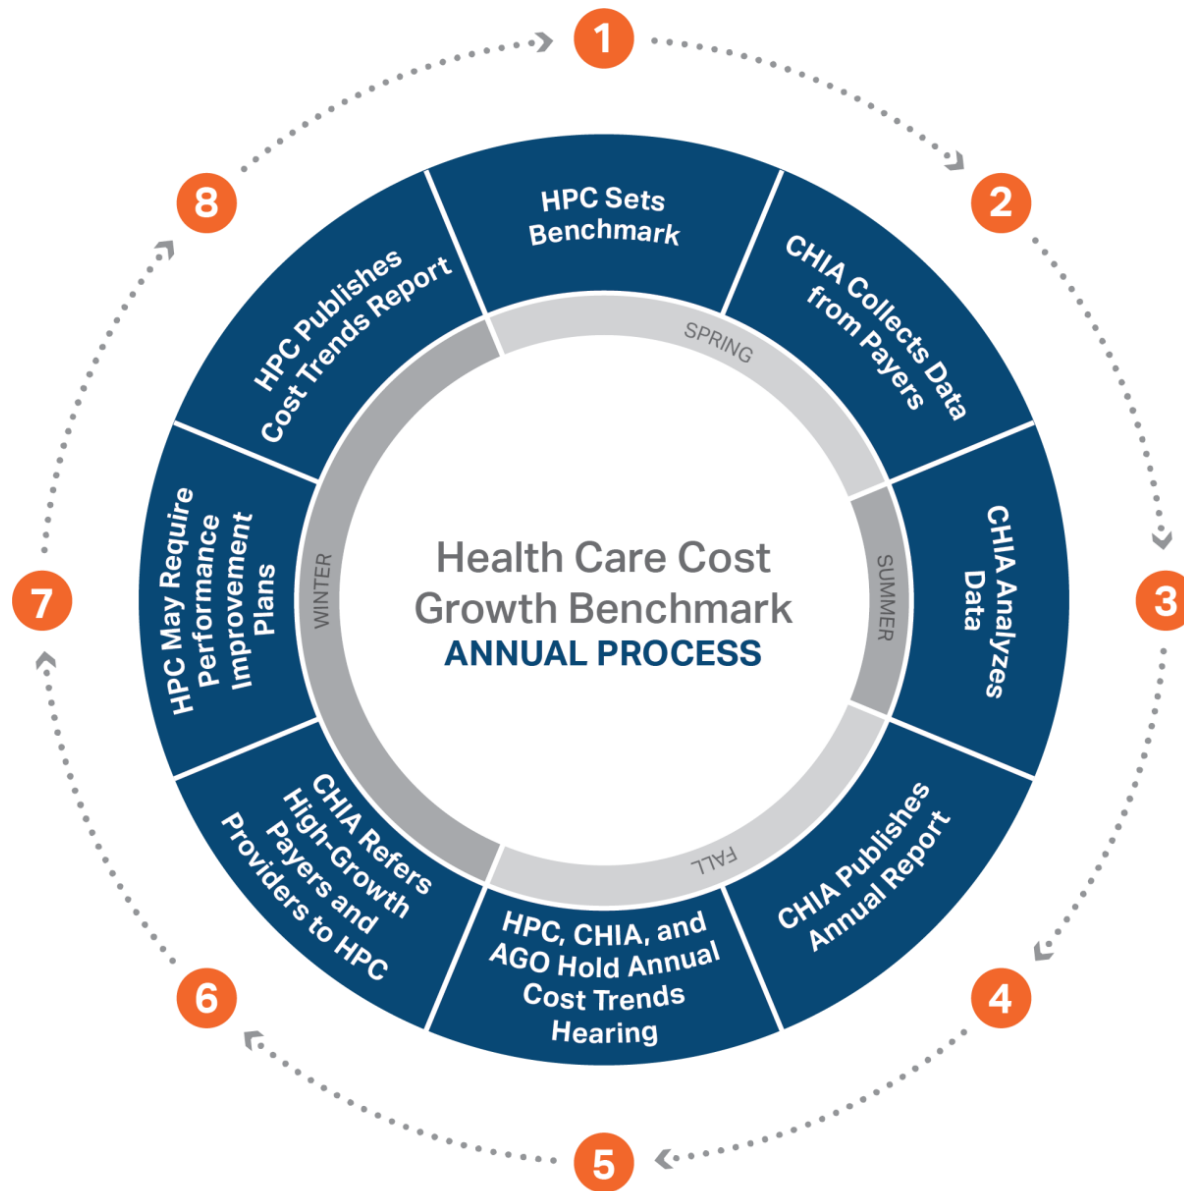 Health Care Cost
Growth Benchmark
ANNUAL PROCESS
1
HPC Sets
Benchmark
2
CHIA Collects Data
from Payers
SPRING
3
CHIA Analyzes
Data
SUMMER
4
CHIA Publishes
Annual Report
5
HPC, CHIA, and
AGO Hold Annual
Cost Trends
Hearing
FALL
6
CHIA Refers
High-Growth
Payers and
Providers to HPC
7
HPC May Require
Performance
Improvement
Plans
8
HPC Publishes
Cost Trends Report
WINTER